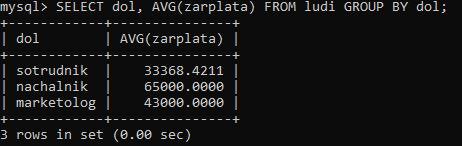 mysql> SELECT dol, AVG(zarplata) FROM ludi GROUP BY dol;
+------------+---------------+
| dol        | AVG(zarplata) |
+------------+---------------+
| sotrudnik  |    33368.4211 |
| nachalnik  |    65000.0000 |
| marketolog |    43000.0000 |
+------------+---------------+
3 rows in set (0.00 sec)